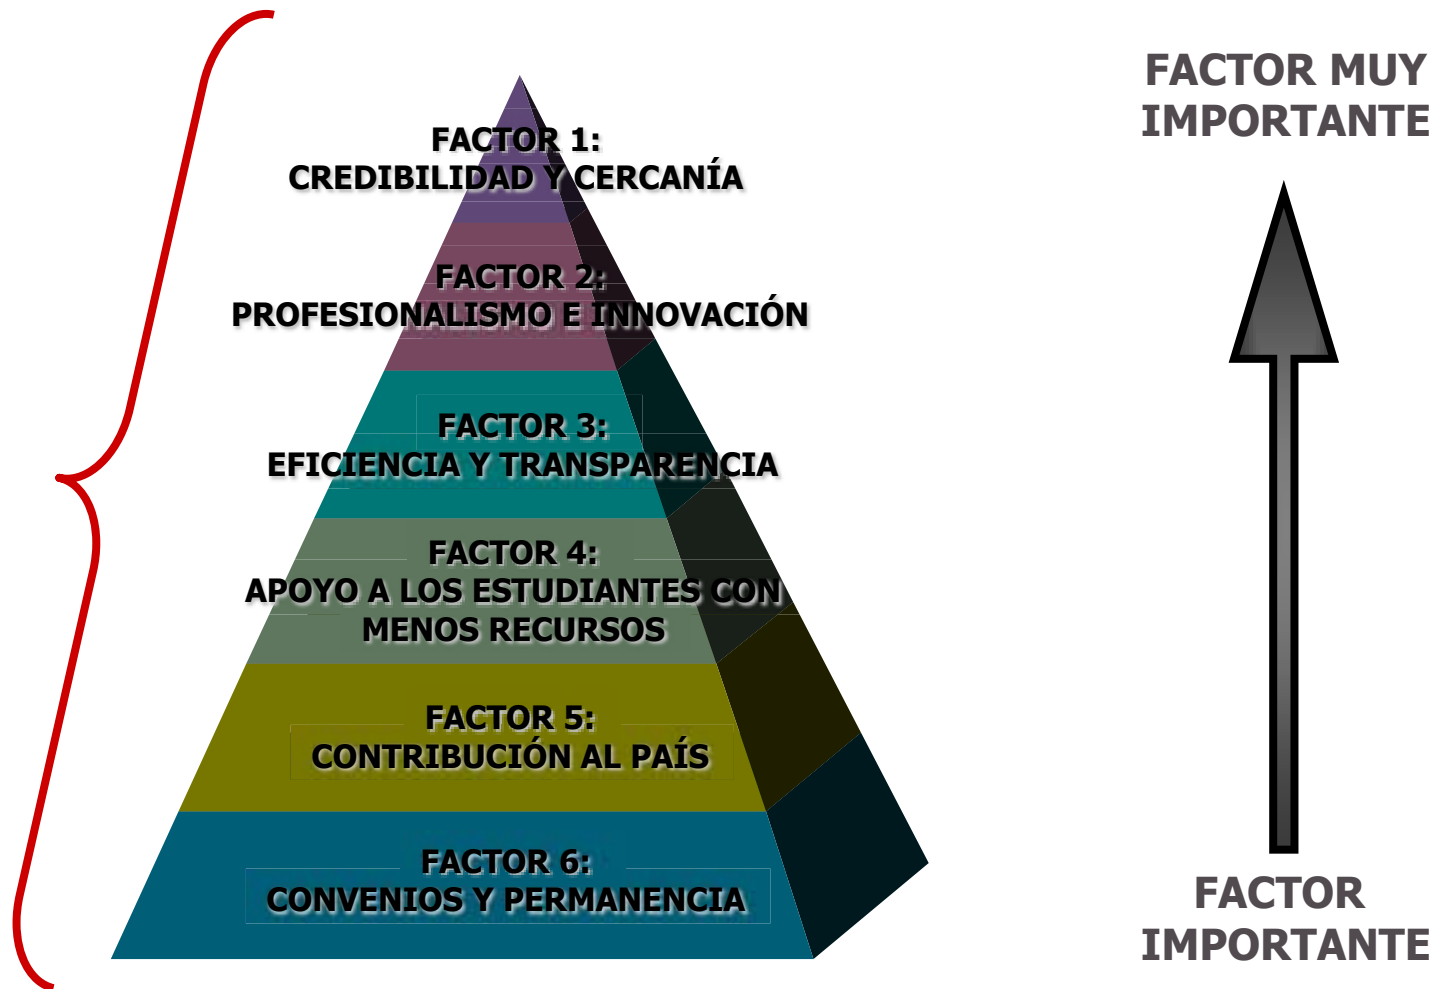 FACTOR 1:
CREDIBILIDAD Y CERCANÍA
FACTOR 2:
PROFESIONALISMO E INNOVACIÓN
FACTOR 3:
EFICIENCIA Y TRANSPARENCIA
FACTOR 4:
APOYO A LOS ESTUDIANTES CON
MENOS RECURSOS
FACTOR 5:
CONTRIBUCIÓN AL PAÍS
FACTOR 6:
CONVENIOS Y PERMANENCIA
FACTOR MUY
IMPORTANTE
FACTOR
IMPORTANTE